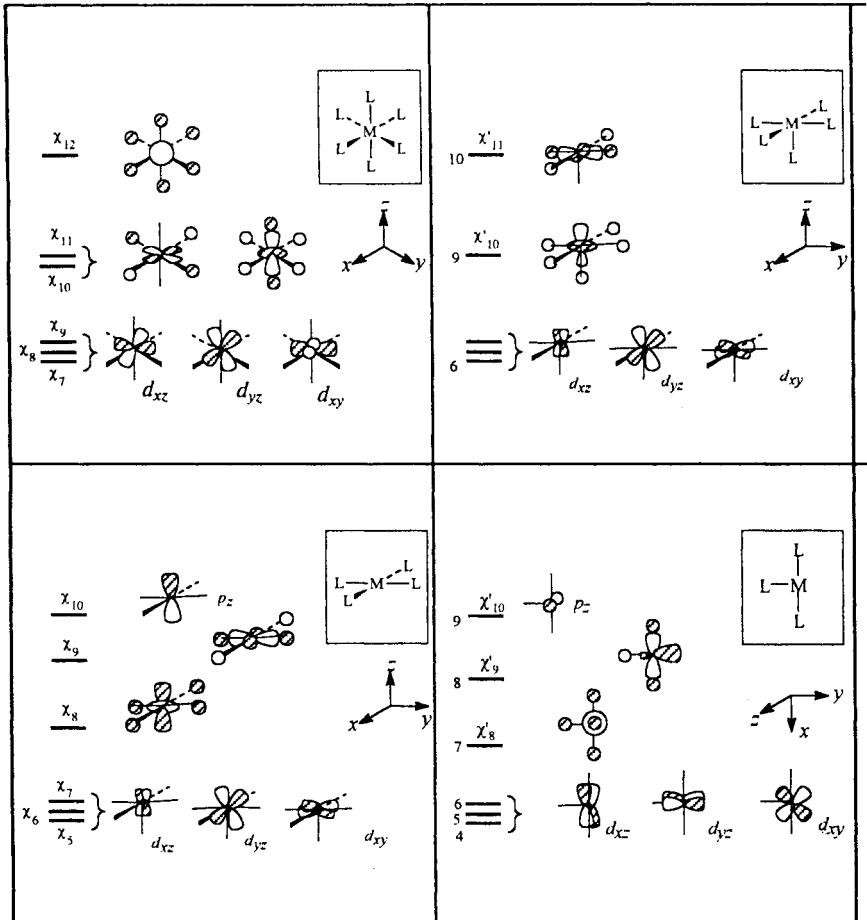 L
L L
M
L L
L
χ12
z
χ11
χ10
x y
χ9
χ8
χ7
dxz dyz dxy
L
L M L
L
L
10 χ'11
z
9 χ'10
x y
6
dxz dyz dxy
L
L M L
L
χ10
pz
χ9
z
χ8
x y
χ7
χ6
χ5
dxz dyz dxy
L
L M
L
9 χ'10
pz
8 χ'9
y
z x
7 χ'8
6
5
4
dxz dyz dxy